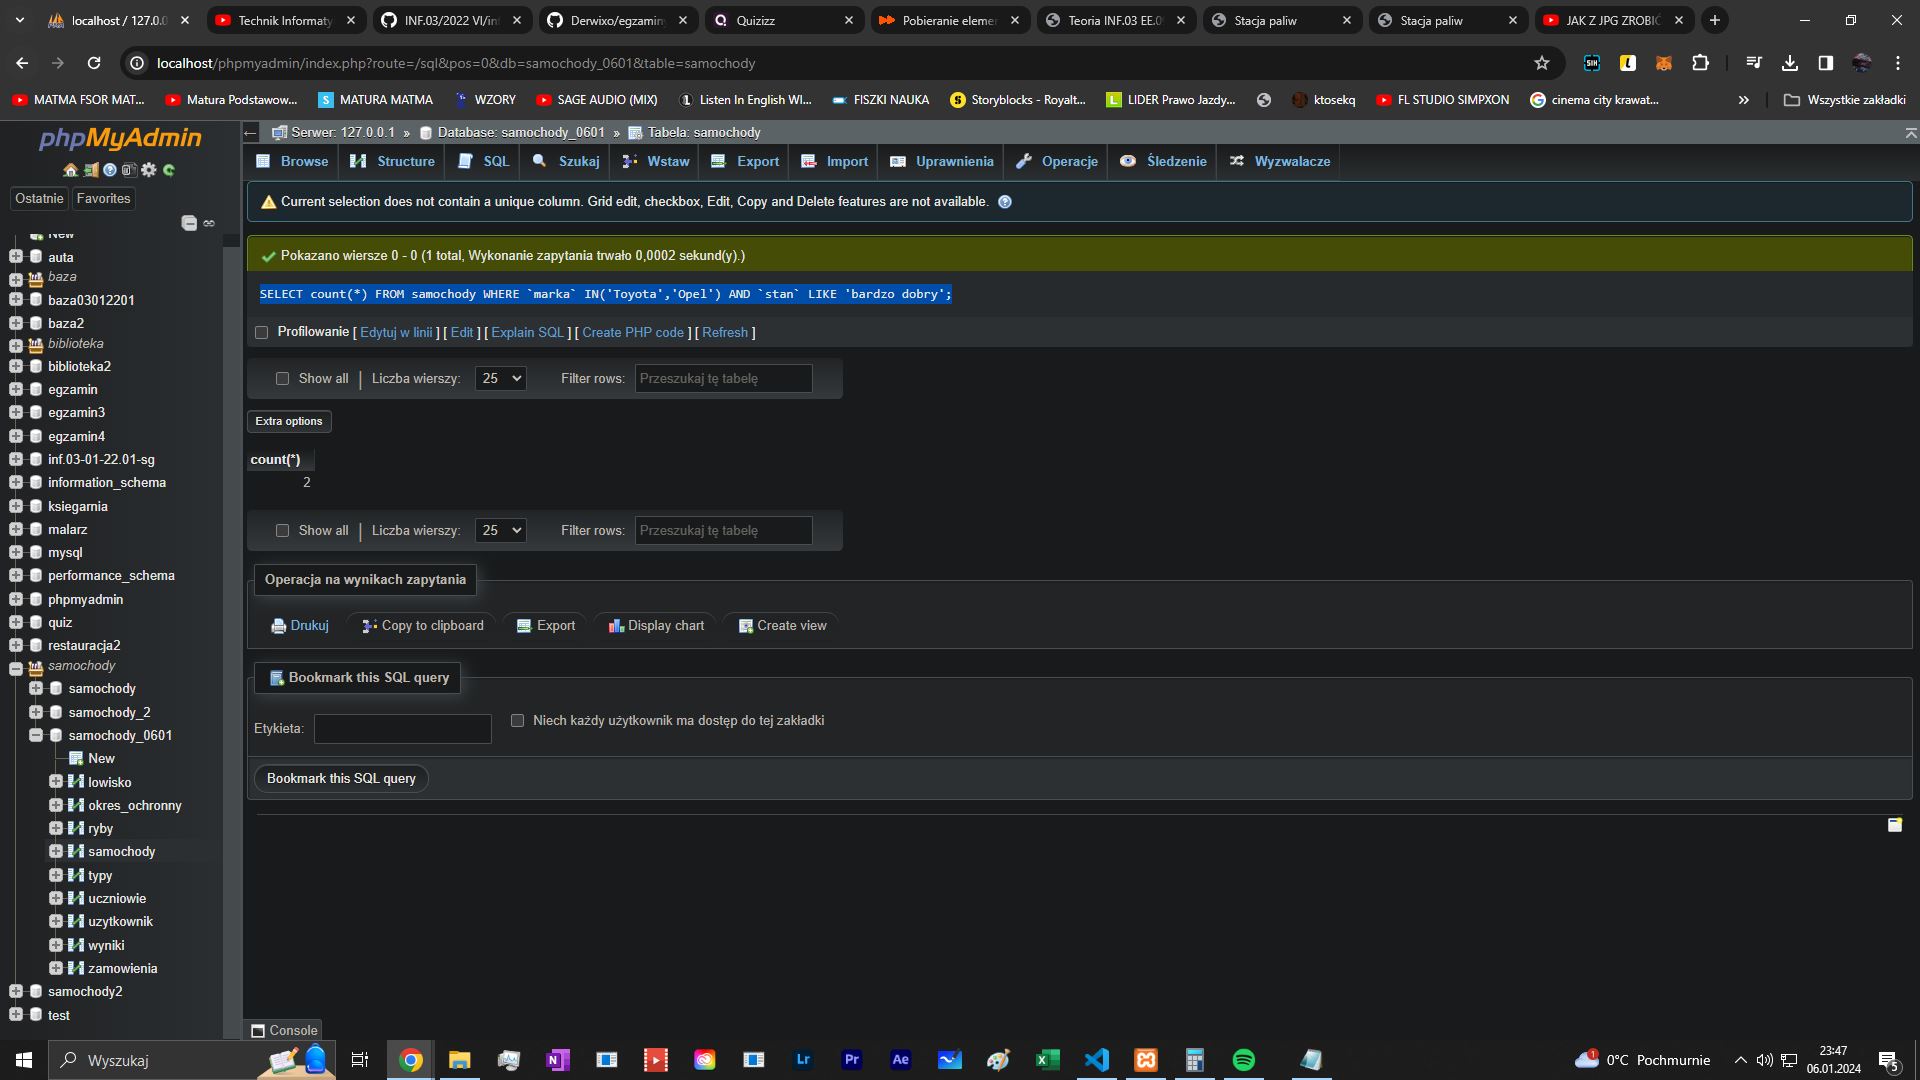 localhost / 127.0.0
Technik Informaty
INF.03/2022 VI/inf
Derwixo/egzaminy
Quizizz
Pobieranie elemen
Teoria INF.03 EE.0
Stacja paliw
Stacja paliw
JAK Z JPG ZROBIĆ
localhost/phpmyadmin/index.php?route=/sql&pos=0&db=samochody_0601&table=samochody
MATMA FSOR MAT...
Matura Podstawow...
MATURA MATMA
WZORY
SAGE AUDIO (MIX)
Listen In English Wl...
FISZKI NAUKA
Storyblocks - Royalt...
LIDER Prawo Jazdy...
ktosekq
FL STUDIO SIMPXON
cinema city krawat...
Wszystkie zakładki
phpMyAdmin
Ostatnie
Favorites
New
auta
baza
baza03012201
baza2
biblioteka
biblioteka2
egzamin
egzamin3
egzamin4
inf.03-01-22.01-sg
information_schema
ksiegarnia
malarz
mysql
performance_schema
phpmyadmin
quiz
restauracja2
samochody
samochody
samochody_2
samochody_0601
New
lowisko
okres_ochronny
ryby
samochody
typy
uczniowie
uzytkownik
wyniki
zamowienia
samochody2
test
Serwer: 127.0.0.1 » Database: samochody_0601 » Tabela: samochody
Browse
Structure
SQL
Szukaj
Wstaw
Export
Import
Uprawnienia
Operacje
Śledzenie
Wyzwalacze
Current selection does not contain a unique column. Grid edit, checkbox, Edit, Copy and Delete features are not available.
Pokazano wiersze 0 - 0 (1 total, Wykonanie zapytania trwało 0,0002 sekund(y).)
SELECT count(*) FROM samochody WHERE `marka` IN('Toyota','Opel') AND `stan` LIKE 'bardzo dobry';
Profilowanie [ Edytuj w linii ] [ Edit ] [ Explain SQL ] [ Create PHP code ] [ Refresh ]
Show all | Liczba wierszy: 25 Filter rows: Przeszukaj tę tabelę
Extra options
count(*)
2
Show all | Liczba wierszy: 25 Filter rows: Przeszukaj tę tabelę
Operacja na wynikach zapytania
Drukuj
Copy to clipboard
Export
Display chart
Create view
Bookmark this SQL query
Etykieta:
Niech każdy użytkownik ma dostęp do tej zakładki
Bookmark this SQL query
Console
Wyszukaj
Lr
Pr
Ae
1
0°C Pochmurnie
23:47
06.01.2024
5